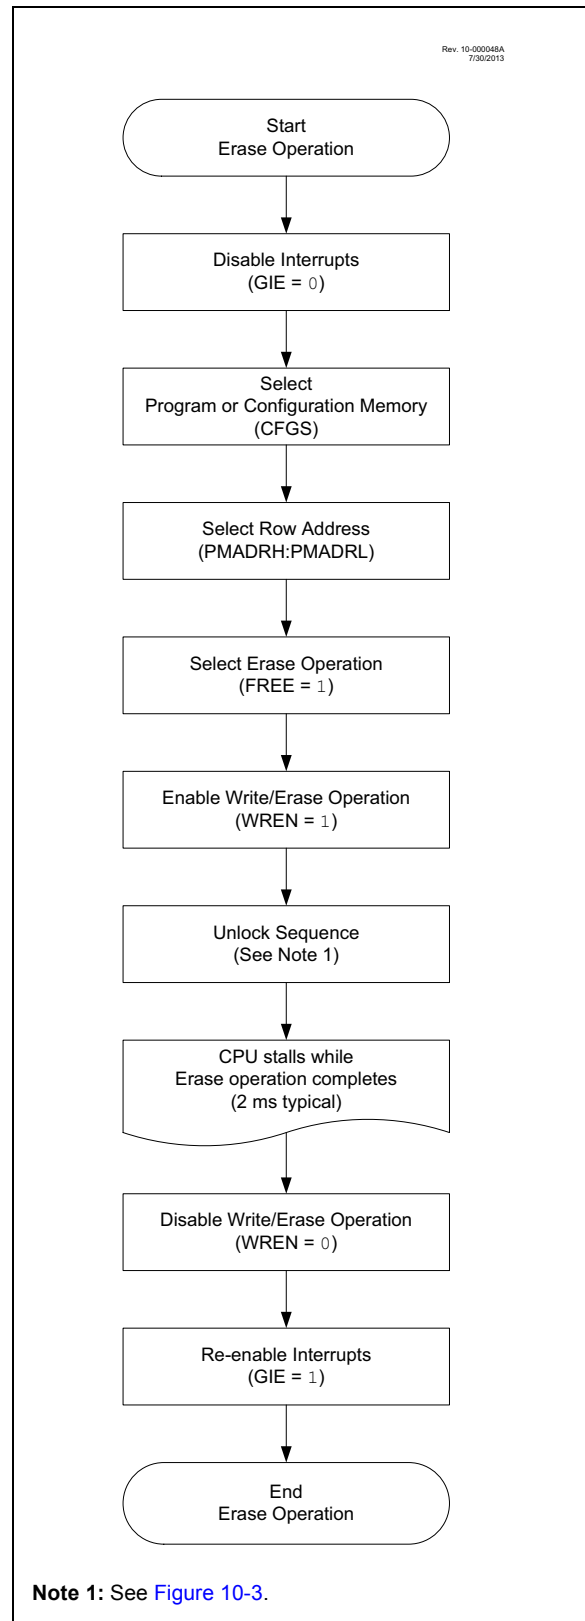 Rev. 10-000048A
7/30/2013
Start
Erase Operation
Disable Interrupts
(GIE = 0)
Select
Program or Configuration Memory
(CFGS)
Select Row Address
(PMADRH:PMADRL)
Select Erase Operation
(FREE = 1)
Enable Write/Erase Operation
(WREN = 1)
Unlock Sequence
(See Note 1)
CPU stalls while
Erase operation completes
(2 ms typical)
Disable Write/Erase Operation
(WREN = 0)
Re-enable Interrupts
(GIE = 1)
End
Erase Operation
Note 1: See Figure 10-3.